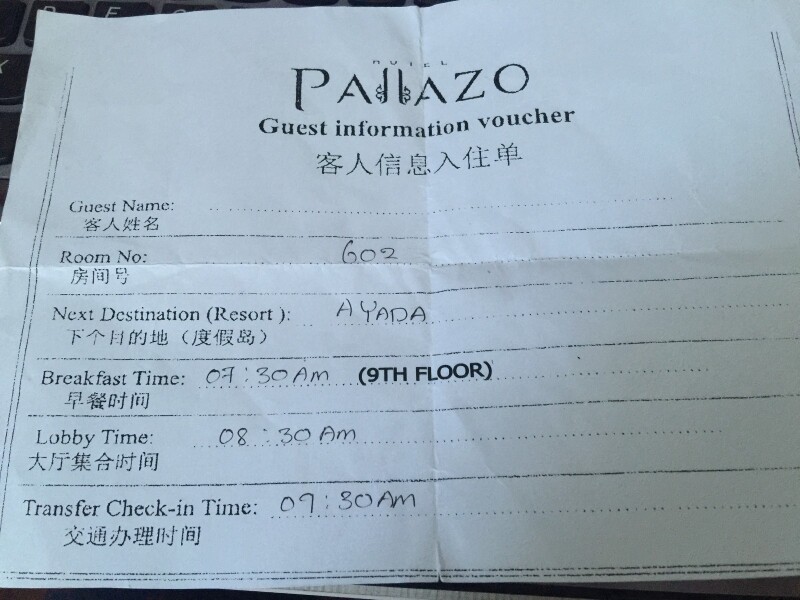 HOTEL
PALLAZO
Guest information voucher
客人信息入住单
Guest Name:
客人姓名
Room No: 602
房间号
Next Destination (Resort ): AYADA
下个目的地（度假岛）
Breakfast Time: 07:30AM (9TH FLOOR)
早餐时间
Lobby Time: 08:30AM
大厅集合时间
Transfer Check-in Time: 09:30AM
交通办理时间